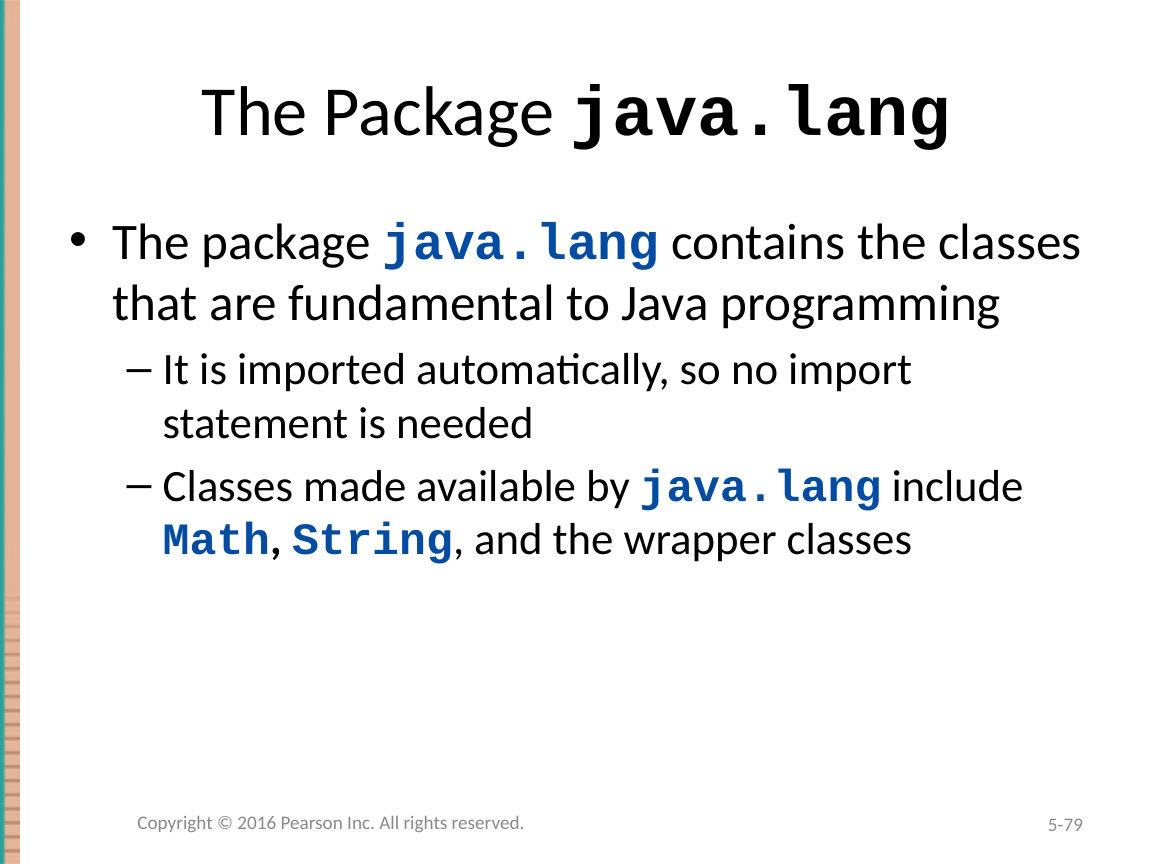 The Package java.lang
• The package java.lang contains the classes
that are fundamental to Java programming
– It is imported automatically, so no import
statement is needed
– Classes made available by java.lang include
Math, String, and the wrapper classes
Copyright © 2016 Pearson Inc. All rights reserved.
5-79